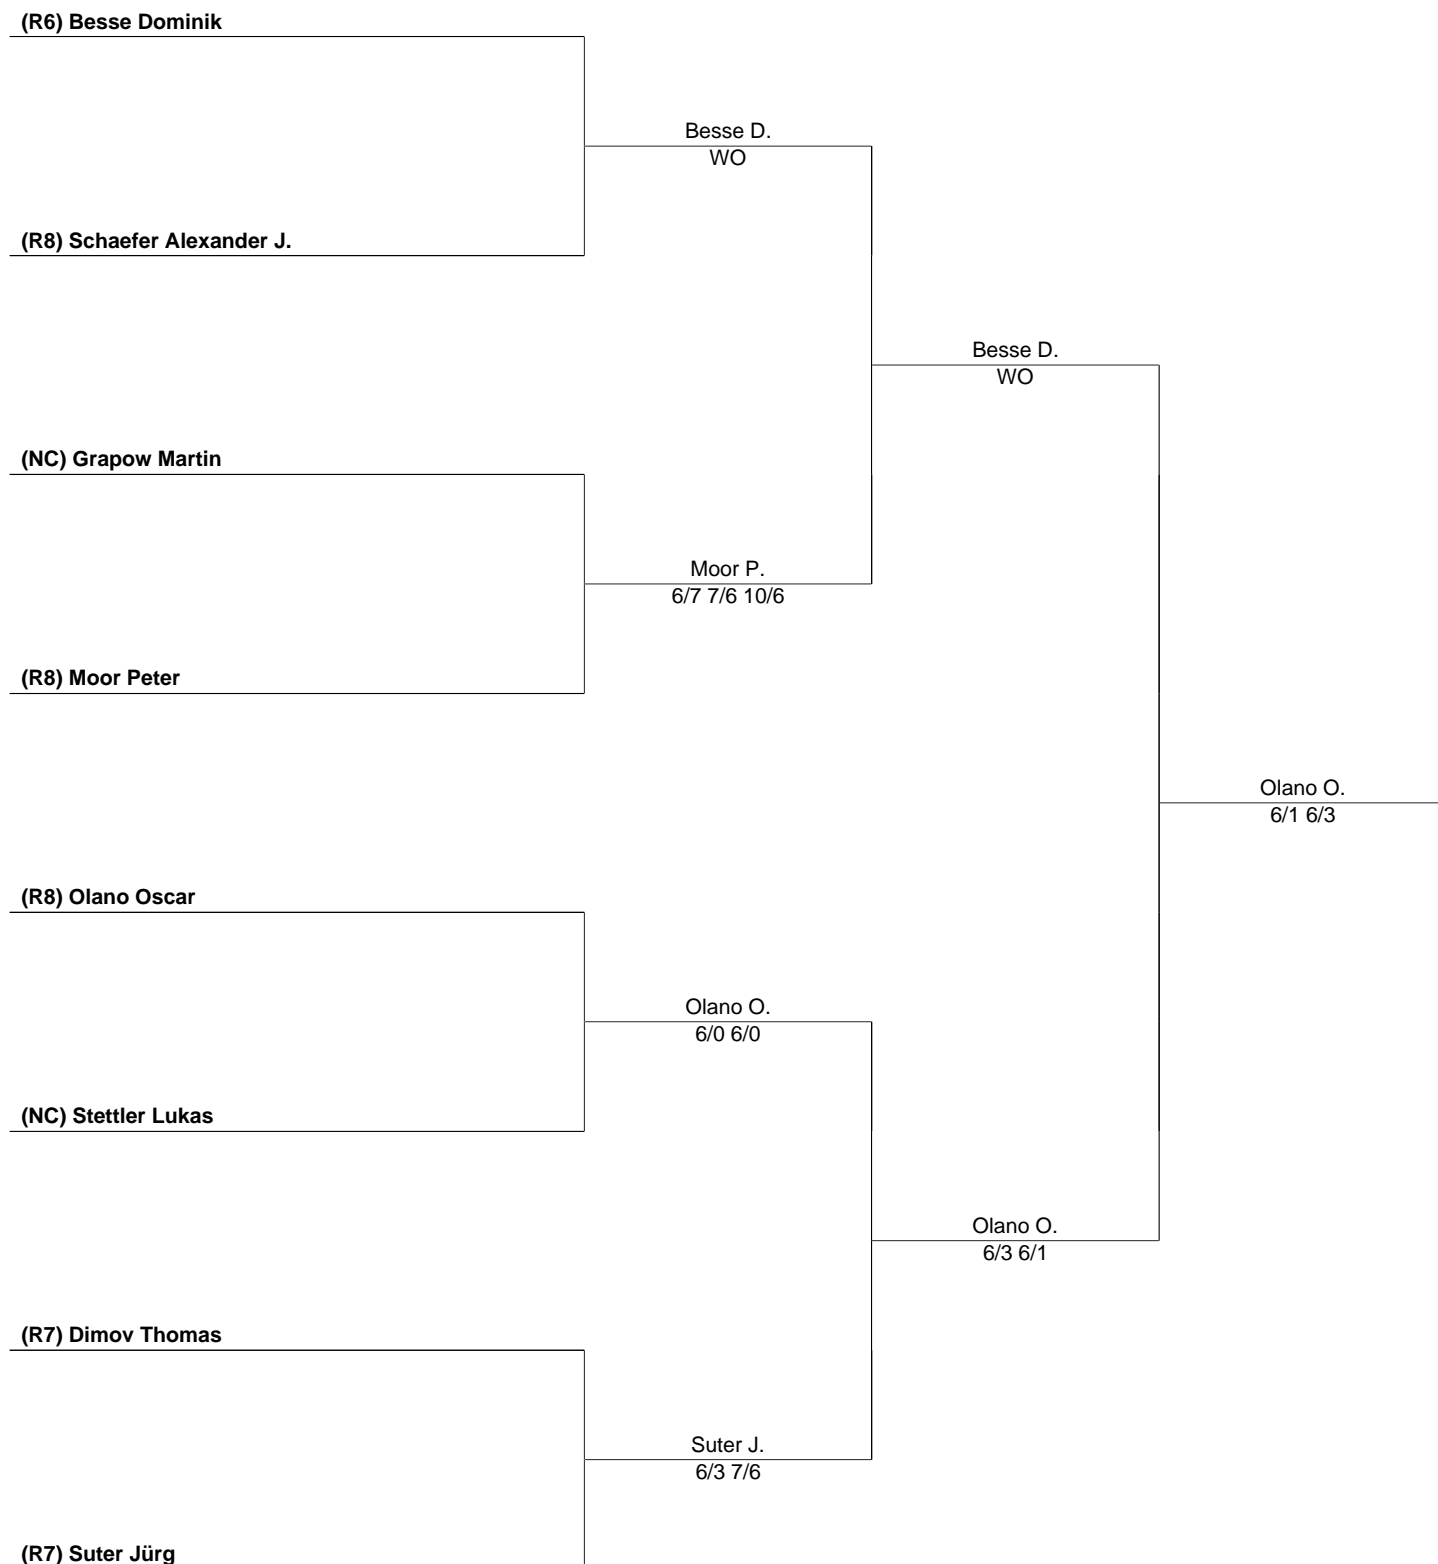 (R6) Besse Dominik
Besse D.
WO
(R8) Schaefer Alexander J.
Besse D.
WO
(NC) Grapow Martin
Moor P.
6/7 7/6 10/6
(R8) Moor Peter
Olano O.
6/1 6/3
(R8) Olano Oscar
Olano O.
6/0 6/0
(NC) Stettler Lukas
Olano O.
6/3 6/1
(R7) Dimov Thomas
Suter J.
6/3 7/6
(R7) Suter Jürg